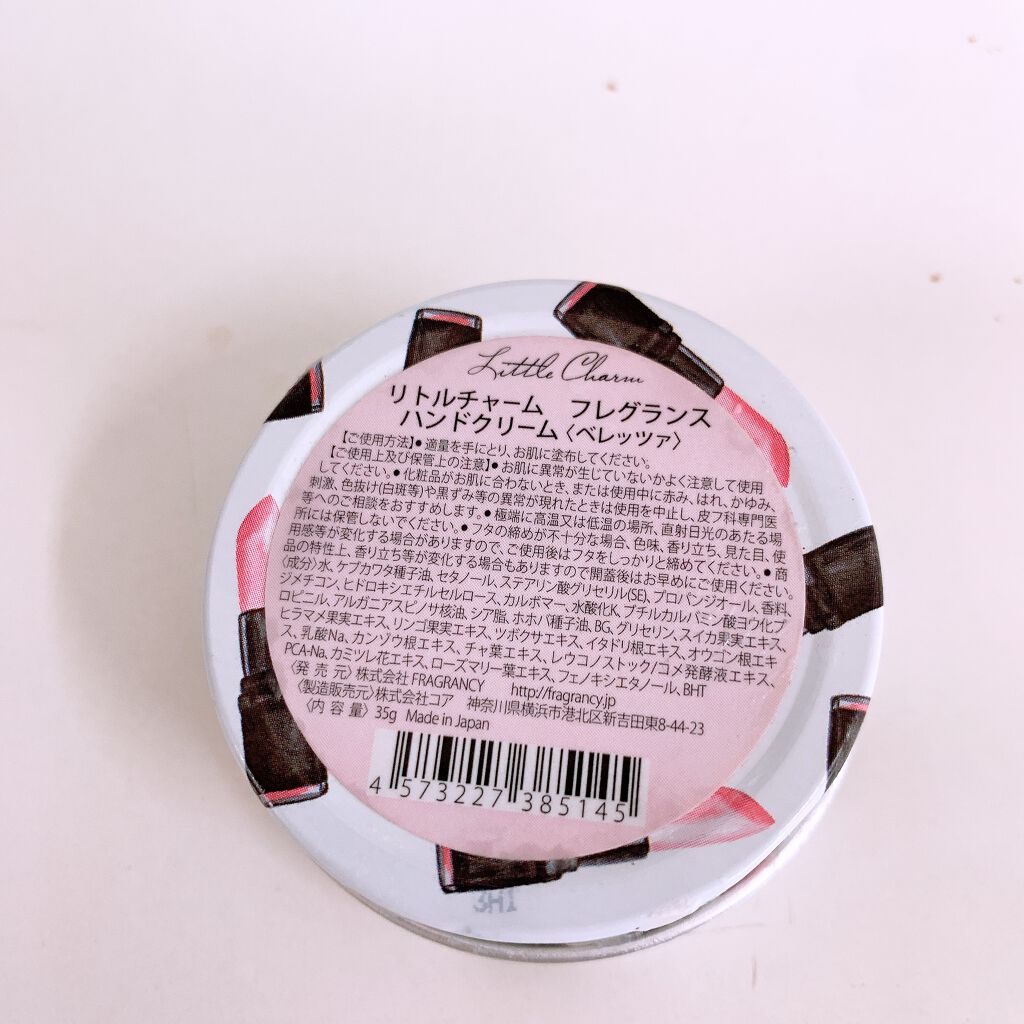 Little Charm
リトルチャーム フレグランス
ハンドクリーム〈ベレッツァ〉
【ご使用方法】●適量を手にとり、お肌に塗布してください。
【ご使用上及び保管上の注意】●お肌に異常が生じていないかよく注意して使用
してください。●化粧品がお肌に合わないとき、または使用中に赤み、はれ、かゆみ、
刺激、色抜け(白斑等)や黒ずみ等の異常が現れたときは使用を中止し、皮フ科専門医
等へのご相談をおすすめします。●極端に高温又は低温の場所、直射日光のあたる場
所には保管しないでください。●フタの締めが不十分な場合、色味、香り立ち、見た目、使
用感等が変化する場合がありますので、ご使用後はフタをしっかりと締めてください。●商
品の特性上、香り立ち等が変化する場合もありますので開蓋後はお早めにご使用ください。
〈成分〉水、ケブカワタ種子油、セタノール、ステアリン酸グリセリル(SE)、プロパンジオール、香料、
ジメチコン、ヒドロキシエチルセルロース、カルボマー、水酸化K、ブチルカルバミン酸ヨウ化プ
ロピニル、アルガニアスピノサ核油、シア脂、ホホバ種子油、BG、グリセリン、スイカ果実エキス、
ヒラマメ果実エキス、リンゴ果実エキス、ツボクサエキス、イタドリ根エキス、オウゴン根エキ
ス、乳酸Na、カンゾウ根エキス、チャ葉エキス、レウコノストック/コメ発酵液エキス、
PCA-Na、カミツレ花エキス、ローズマリー葉エキス、フェノキシエタノール、BHT
〈発売元〉株式会社 FRAGRANCY http://fragrancy.jp
〈製造販売元〉株式会社コア 神奈川県横浜市港北区新吉田東8-44-23
〈内容量〉35g Made in Japan
4 573227 385145
3H1